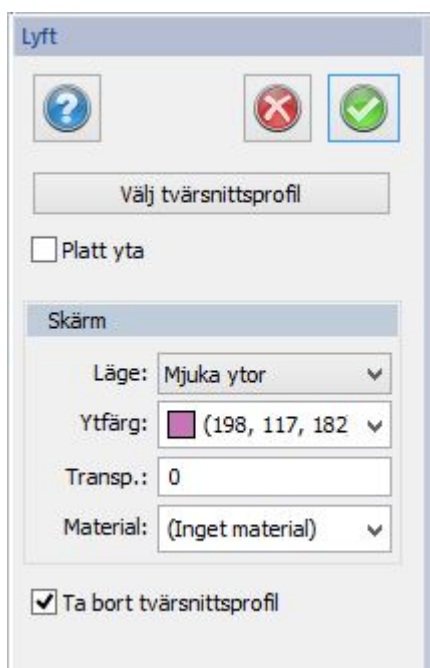 Lyft
?
Välj tvärsnittsprofil
Platt yta
Skärm
Läge: Mjuka ytor
Ytfärg: (198, 117, 182
Transp.: 0
Material: (Inget material)
Ta bort tvärsnittsprofil